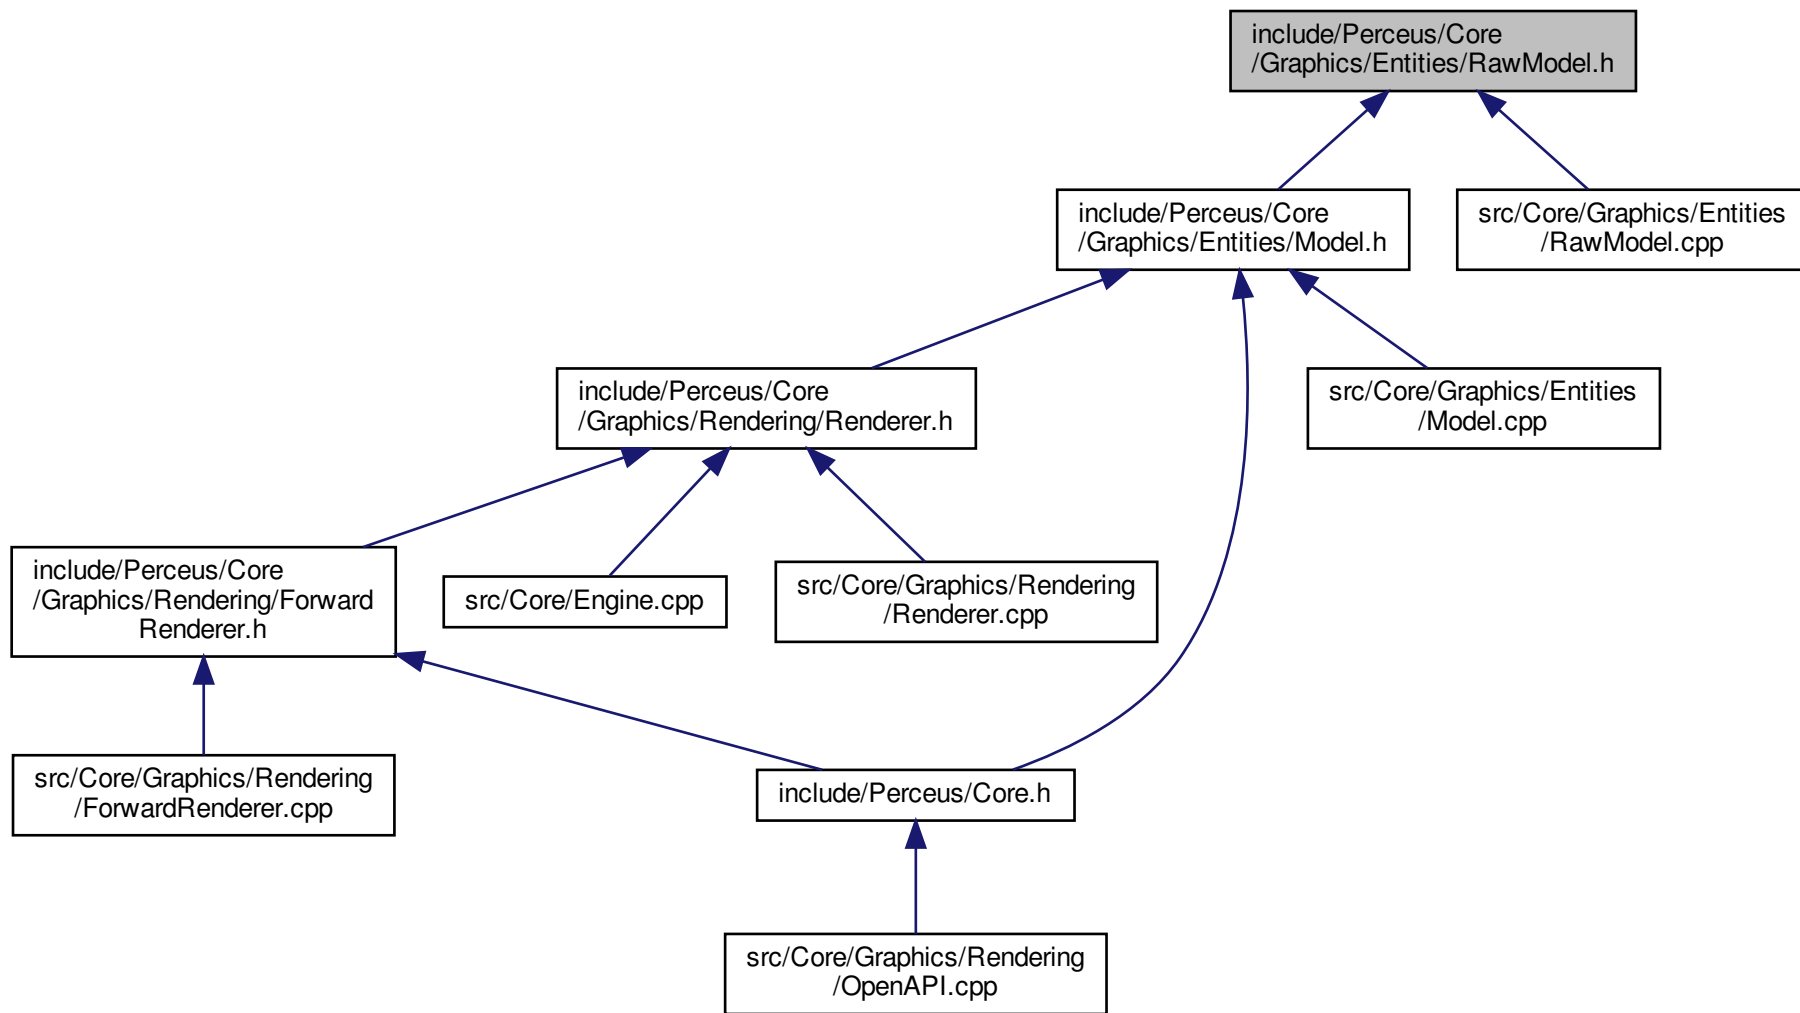 include/Perceus/Core
/Graphics/Entities/RawModel.h
include/Perceus/Core
/Graphics/Entities/Model.h
src/Core/Graphics/Entities
/RawModel.cpp
include/Perceus/Core
/Graphics/Rendering/Renderer.h
src/Core/Graphics/Entities
/Model.cpp
include/Perceus/Core
/Graphics/Rendering/Forward
Renderer.h
src/Core/Engine.cpp
src/Core/Graphics/Rendering
/Renderer.cpp
src/Core/Graphics/Rendering
/ForwardRenderer.cpp
include/Perceus/Core.h
src/Core/Graphics/Rendering
/OpenAPI.cpp